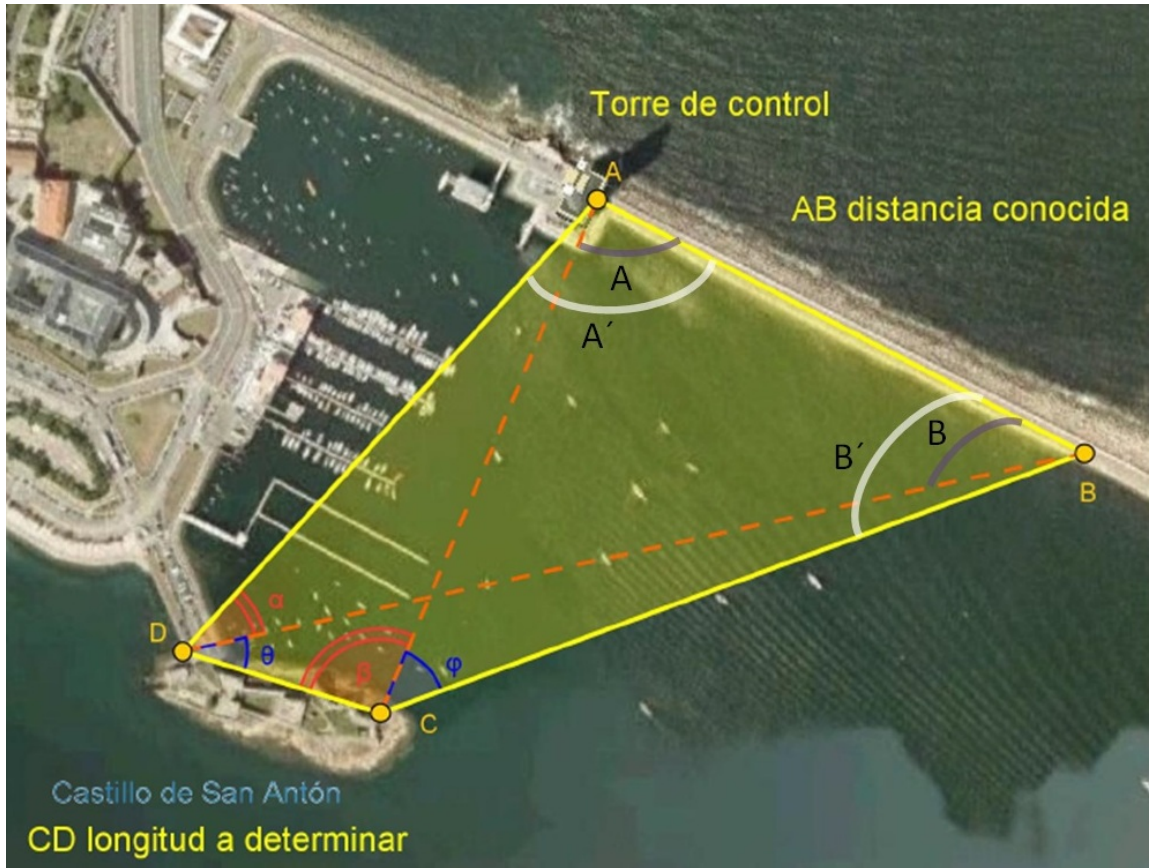 Torre de control
A
AB distancia conocida
A
A´
B´
B
B
D
α
θ
β
φ
C
Castillo de San Antón
CD longitud a determinar